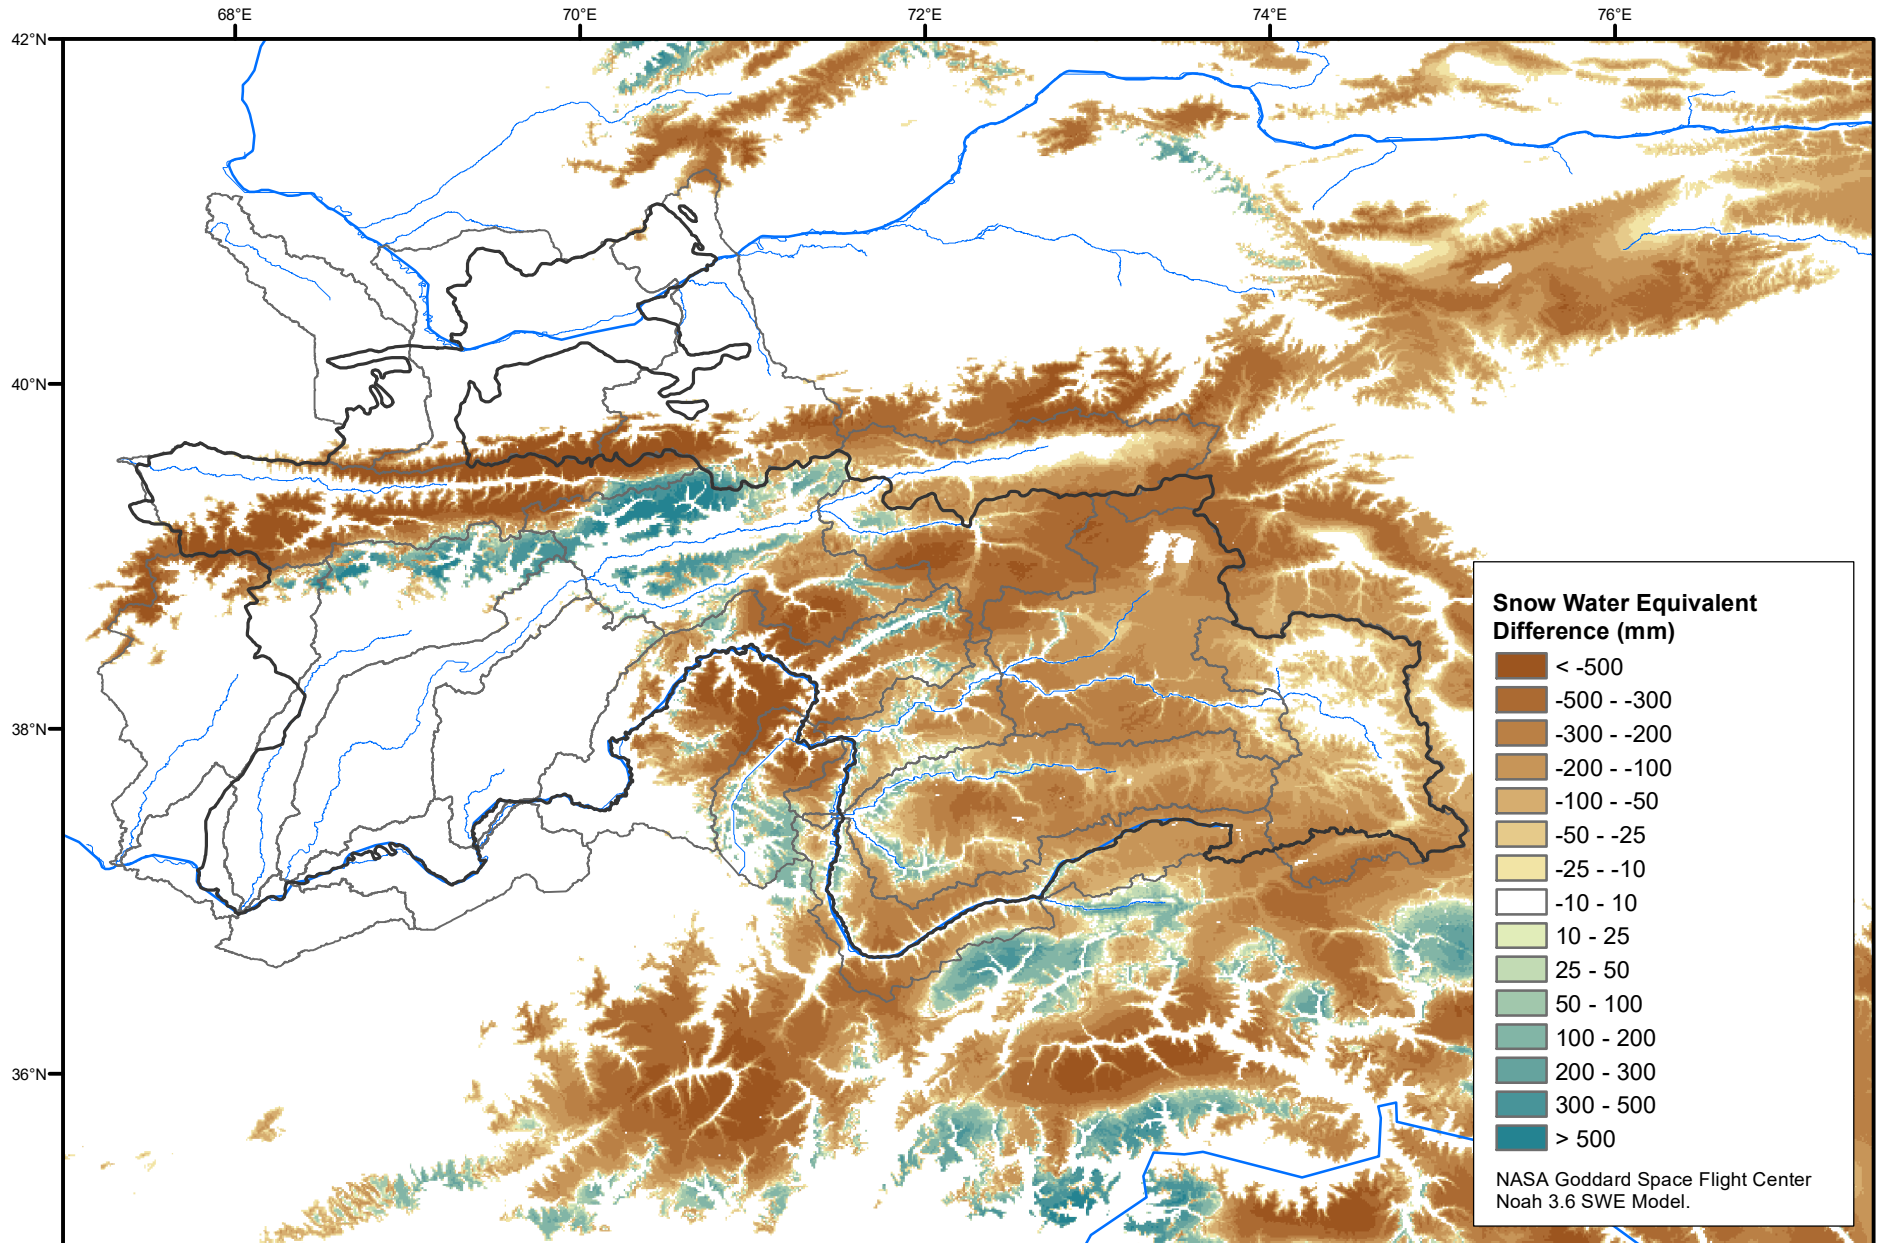 68°E 70°E 72°E 74°E 76°E
42°N
40°N
38°N
36°N
Snow Water Equivalent
Difference (mm)
< -500
-500 - -300
-300 - -200
-200 - -100
-100 - -50
-50 - -25
-25 - -10
-10 - 10
10 - 25
25 - 50
50 - 100
100 - 200
200 - 300
300 - 500
> 500
NASA Goddard Space Flight Center
Noah 3.6 SWE Model.